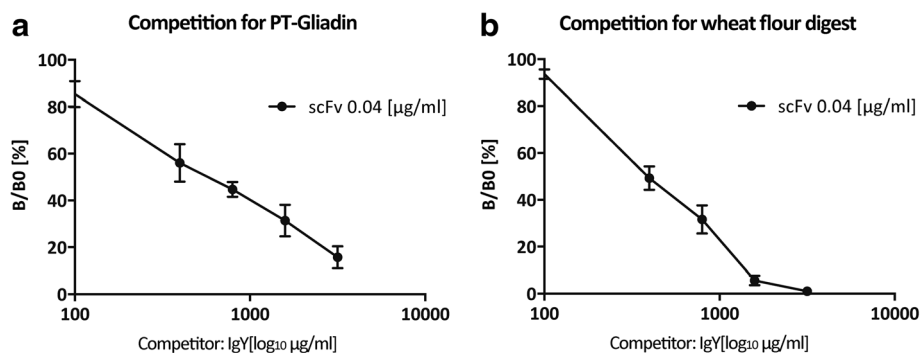 a
Competition for PT-Gliadin
100
80
60
40
20
0
B/B0 [%]
scFv 0.04 [µg/ml]
100
1000
10000
Competitor: IgY[log₁₀ µg/ml]
b
Competition for wheat flour digest
100
80
60
40
20
0
B/B0 [%]
scFv 0.04 [µg/ml]
100
1000
10000
Competitor: IgY[log₁₀ µg/ml]